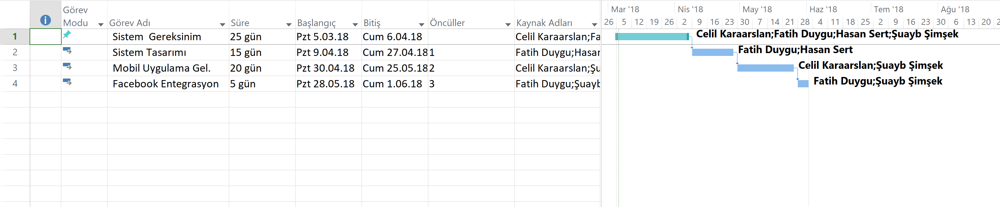 Görev Modu Görev Adı Süre Başlangıç Bitiş Öncüller Kaynak Adları
Mar '18 Nis '18 May '18 Haz '18 Tem '18 Ağu '18
26 5 12 19 26 2 9 16 23 30 7 14 21 28 4 11 18 25 2 9 16 23 30 6 13 20 2
1 Sistem Gereksinim 25 gün Pzt 5.03.18 Cum 6.04.18 Celil Karaarslan;Fa Celil Karaarslan;Fatih Duygu;Hasan Sert;Şuayb Şimşek
2 Sistem Tasarımı 15 gün Pzt 9.04.18 Cum 27.04.18 1 Fatih Duygu;Hasar Fatih Duygu;Hasan Sert
3 Mobil Uygulama Gel. 20 gün Pzt 30.04.18 Cum 25.05.18 2 Celil Karaarslan;Şu Celil Karaarslan;Şuayb Şimşek
4 Facebook Entegrasyon 5 gün Pzt 28.05.18 Cum 1.06.18 3 Fatih Duygu;Şuayb Fatih Duygu;Şuayb Şimşek